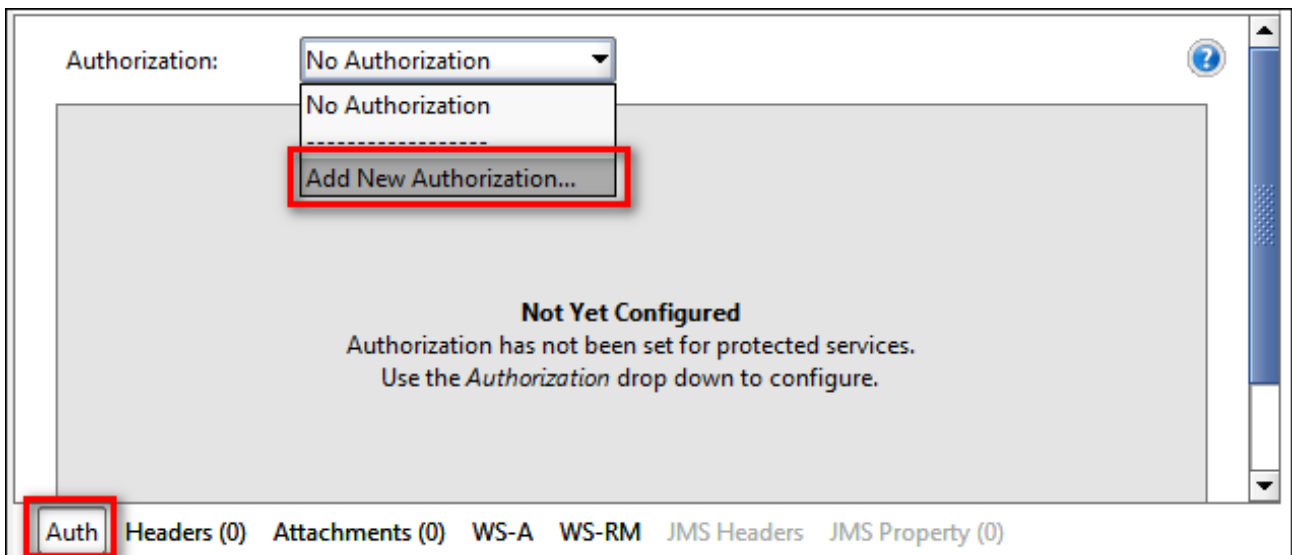 Authorization: No Authorization
No Authorization
------------------
Add New Authorization...
Not Yet Configured
Authorization has not been set for protected services.
Use the Authorization drop down to configure.
Auth Headers (0) Attachments (0) WS-A WS-RM JMS Headers JMS Property (0)